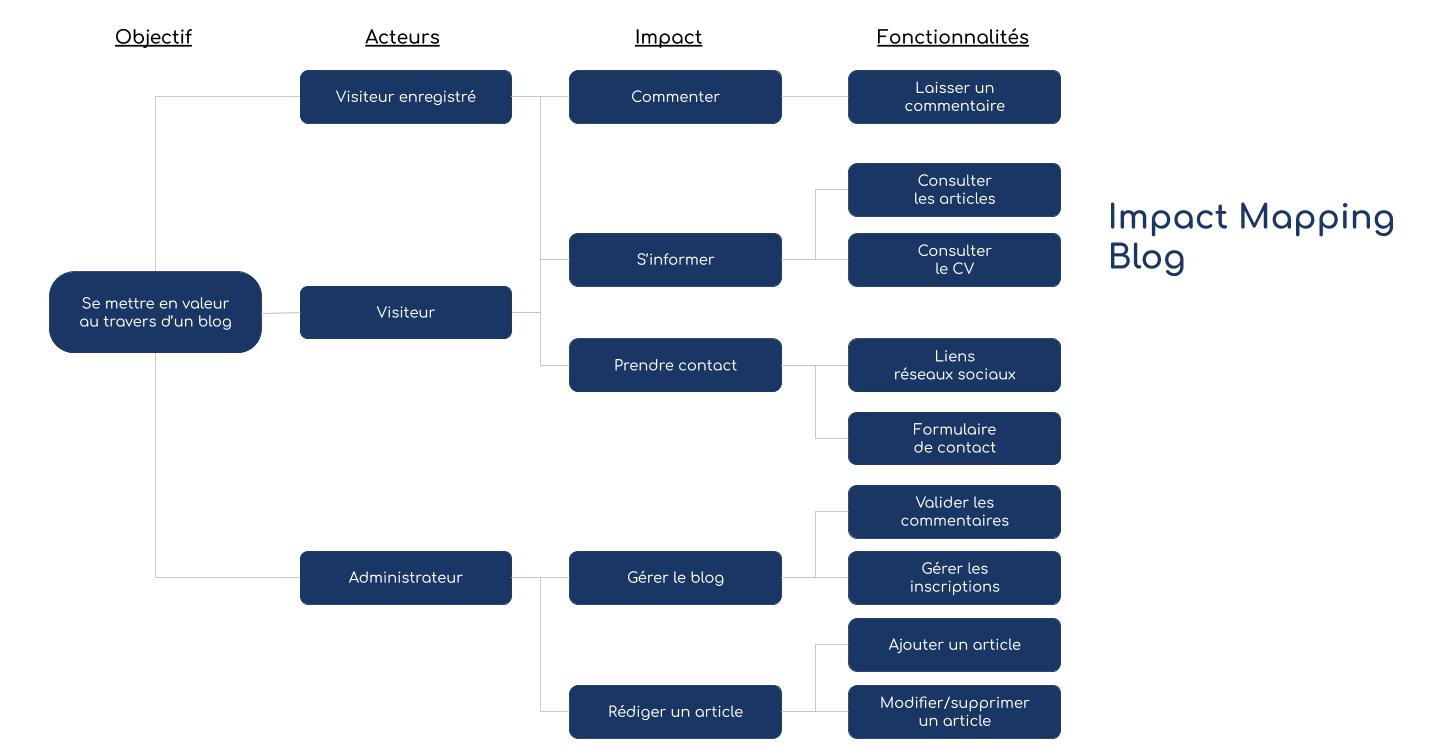 Objectif
Acteurs
Impact
Fonctionnalités
Visiteur enregistré
Commenter
Laisser un
commentaire
Consulter
les articles
Impact Mapping
Blog
S'informer
Consulter
le CV
Se mettre en valeur
au travers d'un blog
Visiteur
Prendre contact
Liens
réseaux sociaux
Formulaire
de contact
Valider les
commentaires
Administrateur
Gérer le blog
Gérer les
inscriptions
Ajouter un article
Rédiger un article
Modifier/supprimer
un article